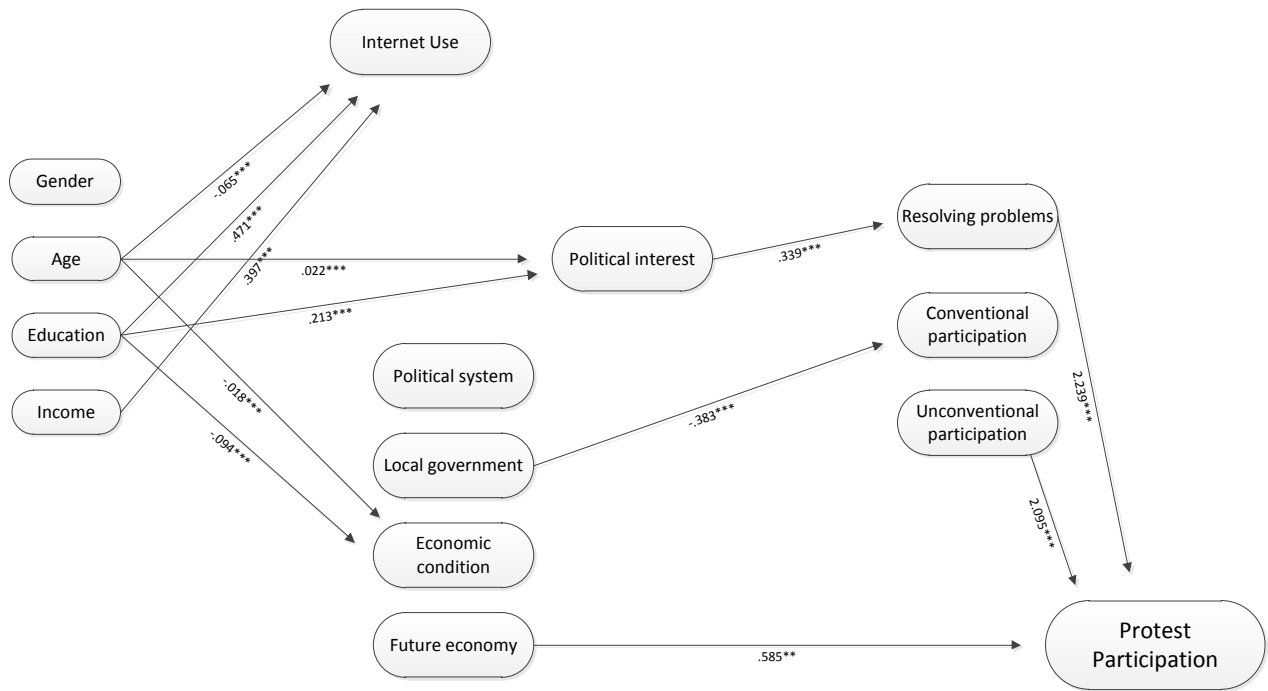 Internet Use
Gender
Age
Education
Income
-.065***
.471***
.397***
.022***
.213***
-.018***
-.094***
Political interest
Political system
Local government
Economic
condition
Future economy
.339***
-.383***
.585**
Resolving problems
Conventional
participation
Unconventional
participation
2.239***
2.095***
Protest
Participation